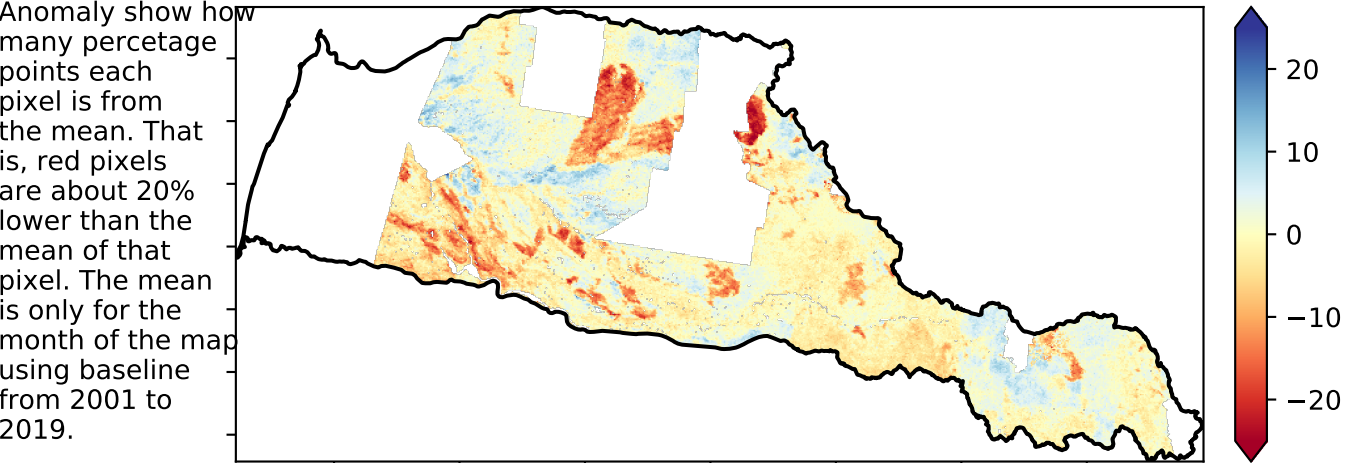 Anomaly show how
many percetage
points each
pixel is from
the mean. That
is, red pixels
are about 20%
lower than the
mean of that
pixel. The mean
is only for the
month of the map
using baseline
from 2001 to
2019.
20
10
0
−10
−20